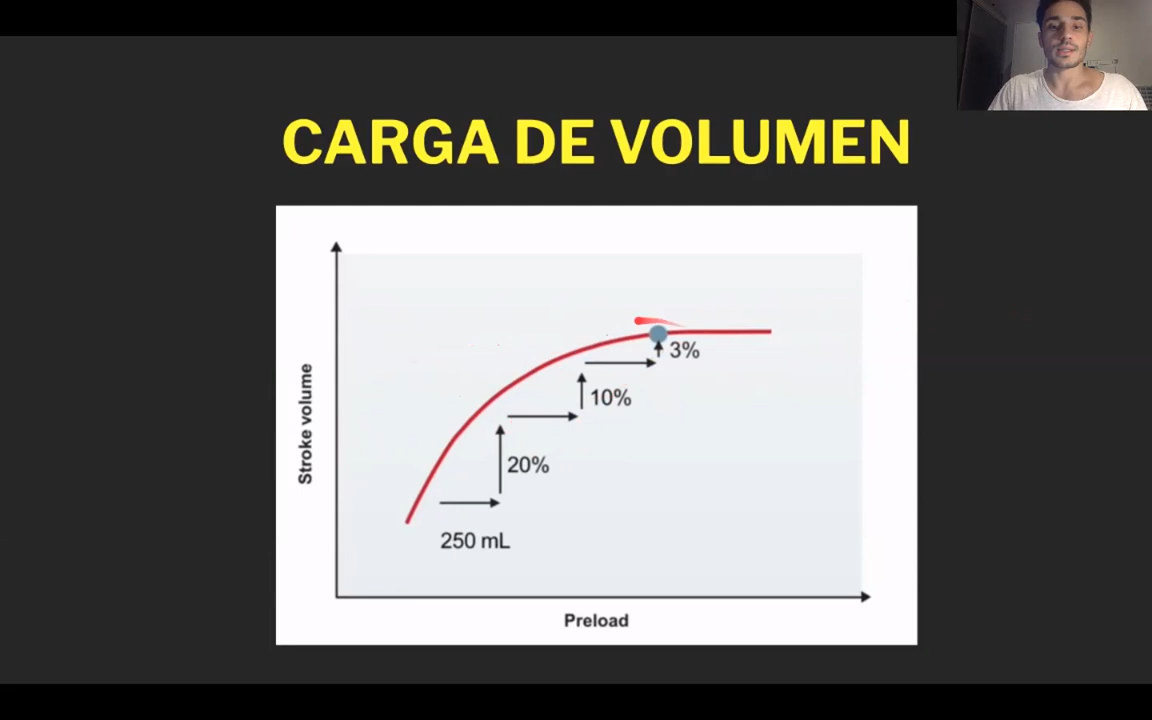 CARGA DE VOLUMEN
3%
10%
20%
250 mL
Stroke volume
Preload